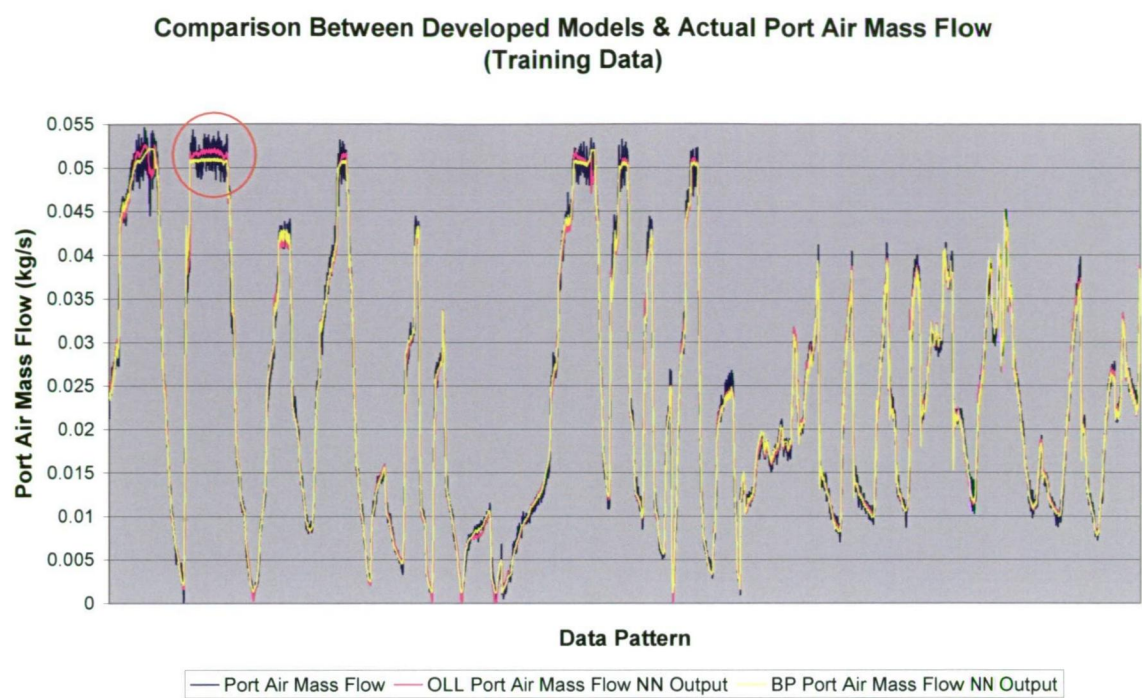 Comparison Between Developed Models & Actual Port Air Mass Flow
(Training Data)
0.055
0.05
0.045
0.04
0.035
0.03
0.025
0.02
0.015
0.01
0.005
0
Port Air Mass Flow (kg/s)
Data Pattern
Port Air Mass Flow
OLL Port Air Mass Flow NN Output
BP Port Air Mass Flow NN Output